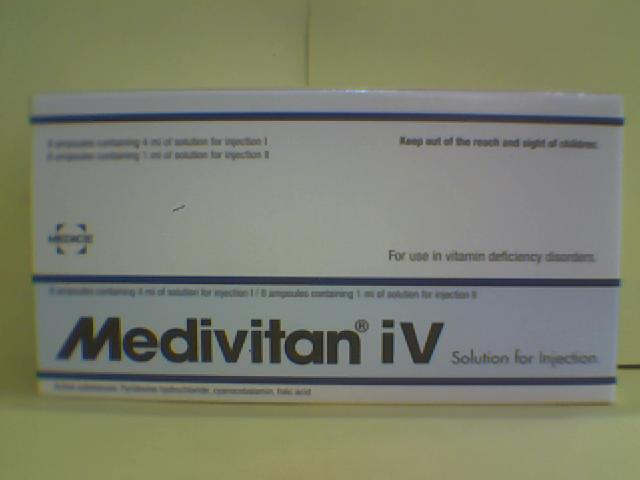 8 ampoules containing 4 ml of solution for injection I
8 ampoules containing 1 ml of solution for injection II
Keep out of the reach and sight of children.
MEDICE
For use in vitamin deficiency disorders.
8 ampoules containing 4 ml of solution for injection I / 8 ampoules containing 1 ml of solution for injection II
Medivitan® iV Solution for Injection
Active substances: Pyridoxine hydrochloride, cyanocobalamin, folic acid